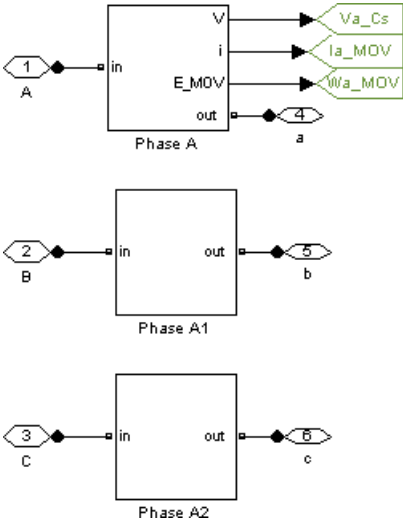 V Va_Cs
1 in i Ia_MOV
A E_MOV Wa_MOV
out 4
Phase A a
2 in out 5
B b
Phase A1
3 in out 6
C c
Phase A2